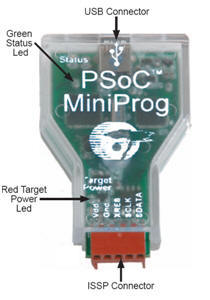 USB Connector
Green
Status
Led
Status
PSoC™
MiniProg
Target
Power
Red Target
Power
Led
Vdd
Gnd
XRES
SCLK
SDATA
ISSP Connector